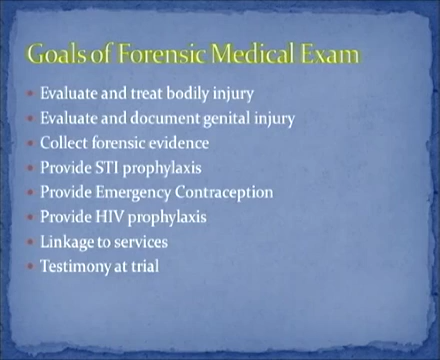 Goals of Forensic Medical Exam
Evaluate and treat bodily injury
Evaluate and document genital injury
Collect forensic evidence
Provide STI prophylaxis
Provide Emergency Contraception
Provide HIV prophylaxis
Linkage to services
Testimony at trial